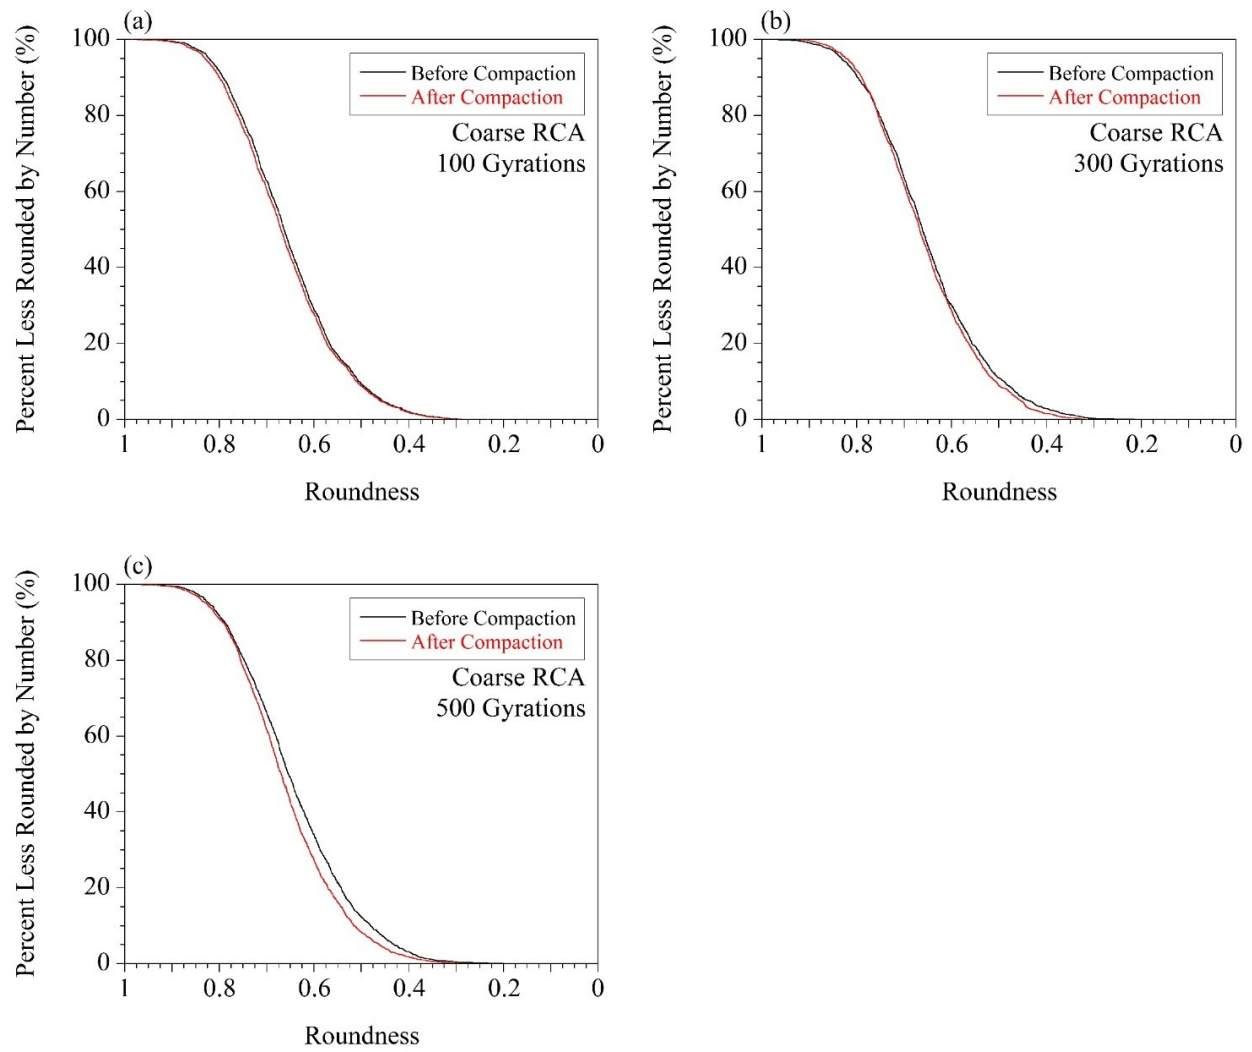 (a)
Percent Less Rounded by Number (%)
100
80
60
40
20
0
Before Compaction
After Compaction
Coarse RCA
100 Gyrations
1 0.8 0.6 0.4 0.2 0
Roundness
(b)
Percent Less Rounded by Number (%)
100
80
60
40
20
0
Before Compaction
After Compaction
Coarse RCA
300 Gyrations
1 0.8 0.6 0.4 0.2 0
Roundness
(c)
Percent Less Rounded by Number (%)
100
80
60
40
20
0
Before Compaction
After Compaction
Coarse RCA
500 Gyrations
1 0.8 0.6 0.4 0.2 0
Roundness